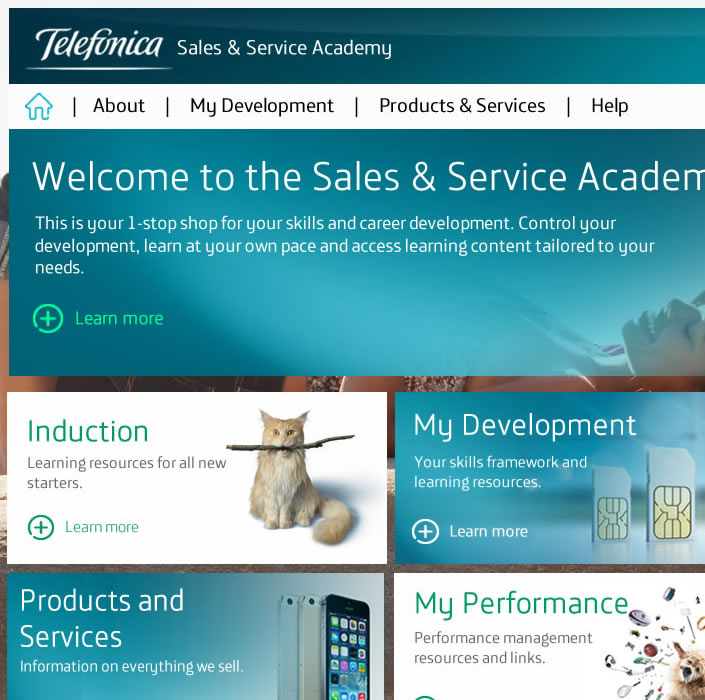 Telefónica Sales & Service Academy
| About | My Development | Products & Services | Help
Welcome to the Sales & Service Academ
This is your 1-stop shop for your skills and career development. Control your
development, learn at your own pace and access learning content tailored to your
needs.
Learn more
Induction
Learning resources for all new
starters.
Learn more
My Development
Your skills framework and
learning resources.
Learn more
Products and
Services
Information on everything we sell.
My Performance
Performance management
resources and links.